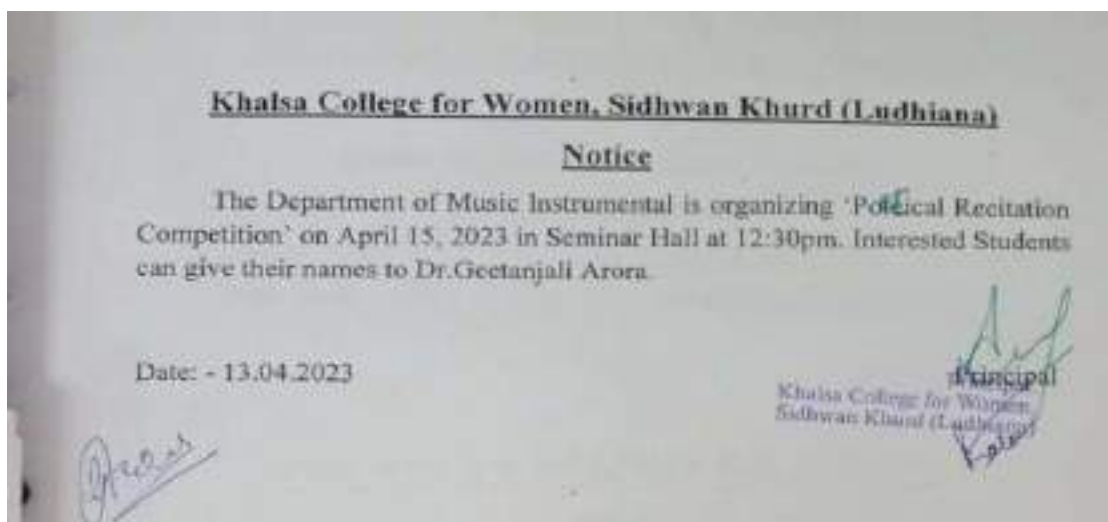 Khalsa College for Women, Sidhwan Khurd (Ludhiana)
Notice
The Department of Music Instrumental is organizing 'Poetical Recitation
Competition' on April 15, 2023 in Seminar Hall at 12:30pm. Interested Students
can give their names to Dr.Geetanjali Arora.
Date: - 13.04.2023
Principal
Khalsa College for Women
Sidhwan Khurd (Ludhiana)